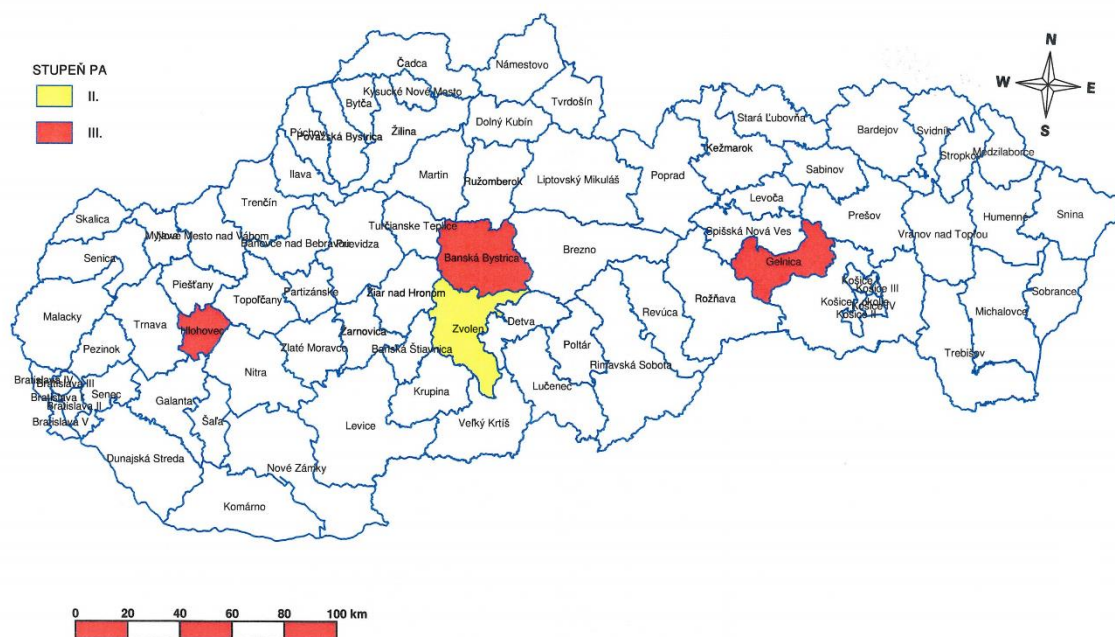 STUPEŇ PA
II.
III.
N
W
E
S
Čadca
Námestovo
Kysucké Nové Mesto
Bytča
Tvrdošín
Púchov
Považská Bystrica
Žilina
Dolný Kubín
Stará Ľubovňa
Bardejov
Svidník
Stropkov
Medzilaborce
Ilava
Martin
Ružomberok
Liptovský Mikuláš
Poprad
Kežmarok
Sabinov
Levoča
Trenčín
Prešov
Vranov nad Topľou
Humenné
Snina
Skalica
Myjava
Nové Mesto nad Váhom
Bánovce nad Bebravou
Prievidza
Turčianske Teplice
Spišská Nová Ves
Senica
Banská Bystrica
Brezno
Gelnica
Piešťany
Topoľčany
Partizánske
Žiar nad Hronom
Košice I
Košice III
Košice - okolie
Košice IV
Košice II
Sobrance
Michalovce
Malacky
Trnava
Hlohovec
Žarnovica
Zvolen
Detva
Revúca
Rožňava
Pezinok
Zlaté Moravce
Banská Štiavnica
Poltár
Rimavská Sobota
Trebišov
Nitra
Bratislava IV
Bratislava III
Bratislava I
Bratislava II
Bratislava V
Senec
Galanta
Šaľa
Krupina
Lučenec
Levice
Veľký Krtíš
Dunajská Streda
Nové Zámky
Komárno
0 20 40 60 80 100 km